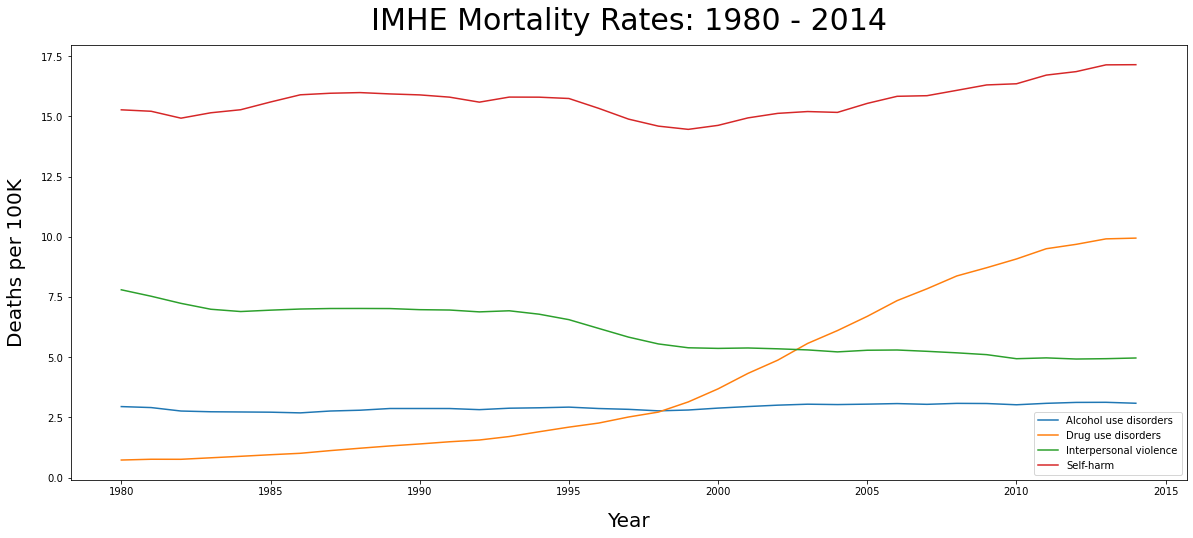 IMHE Mortality Rates: 1980 - 2014
17.5
15.0
12.5
10.0
7.5
5.0
2.5
0.0
Deaths per 100K
1980 1985 1990 1995 2000 2005 2010 2015
Year
Alcohol use disorders
Drug use disorders
Interpersonal violence
Self-harm